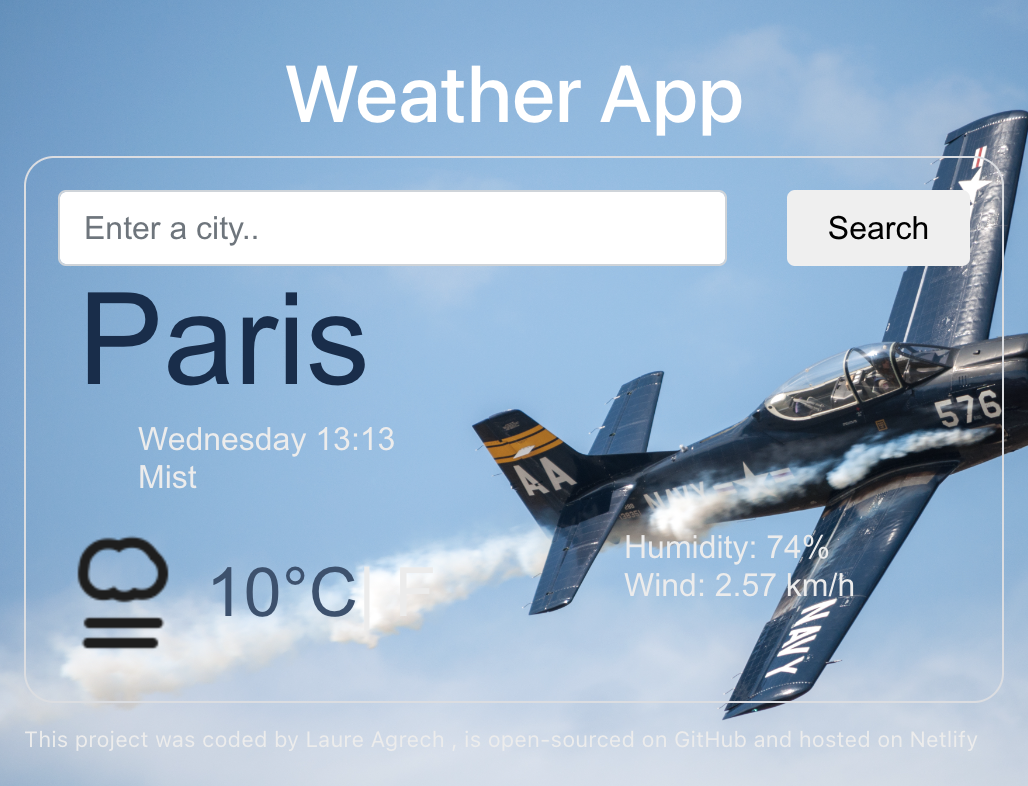 Weather App
Enter a city..
Search
Paris
Wednesday 13:13
Mist
10°C| F
Humidity: 74%
Wind: 2.57 km/h
576
AA
NAVY
NAVY
This project was coded by Laure Agrech , is open-sourced on GitHub and hosted on Netlify